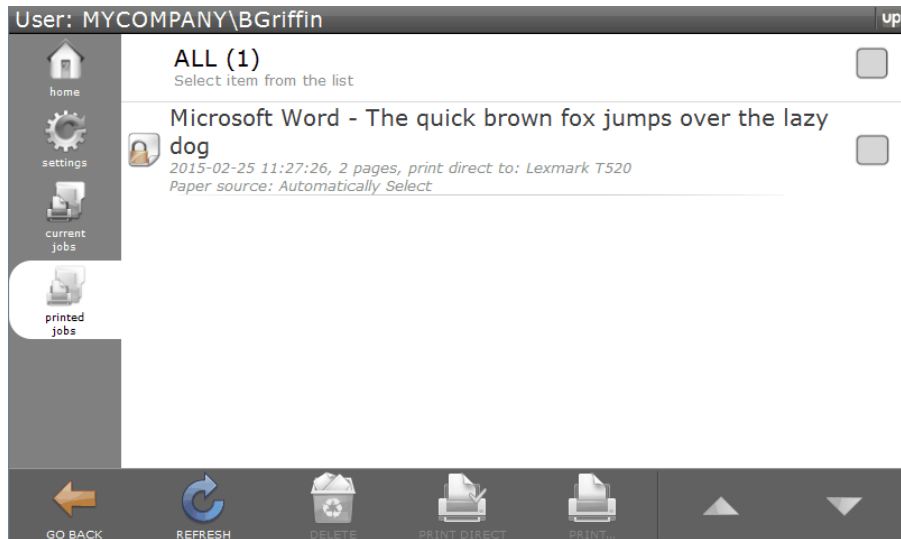 User: MYCOMPANY\BGriffin
up
home
ALL (1)
Select item from the list
settings
Microsoft Word - The quick brown fox jumps over the lazy
dog
2015-02-25 11:27:26, 2 pages, print direct to: Lexmark T520
Paper source: Automatically Select
current
jobs
printed
jobs
GO BACK
REFRESH
DELETE
PRINT DIRECT
PRINT...